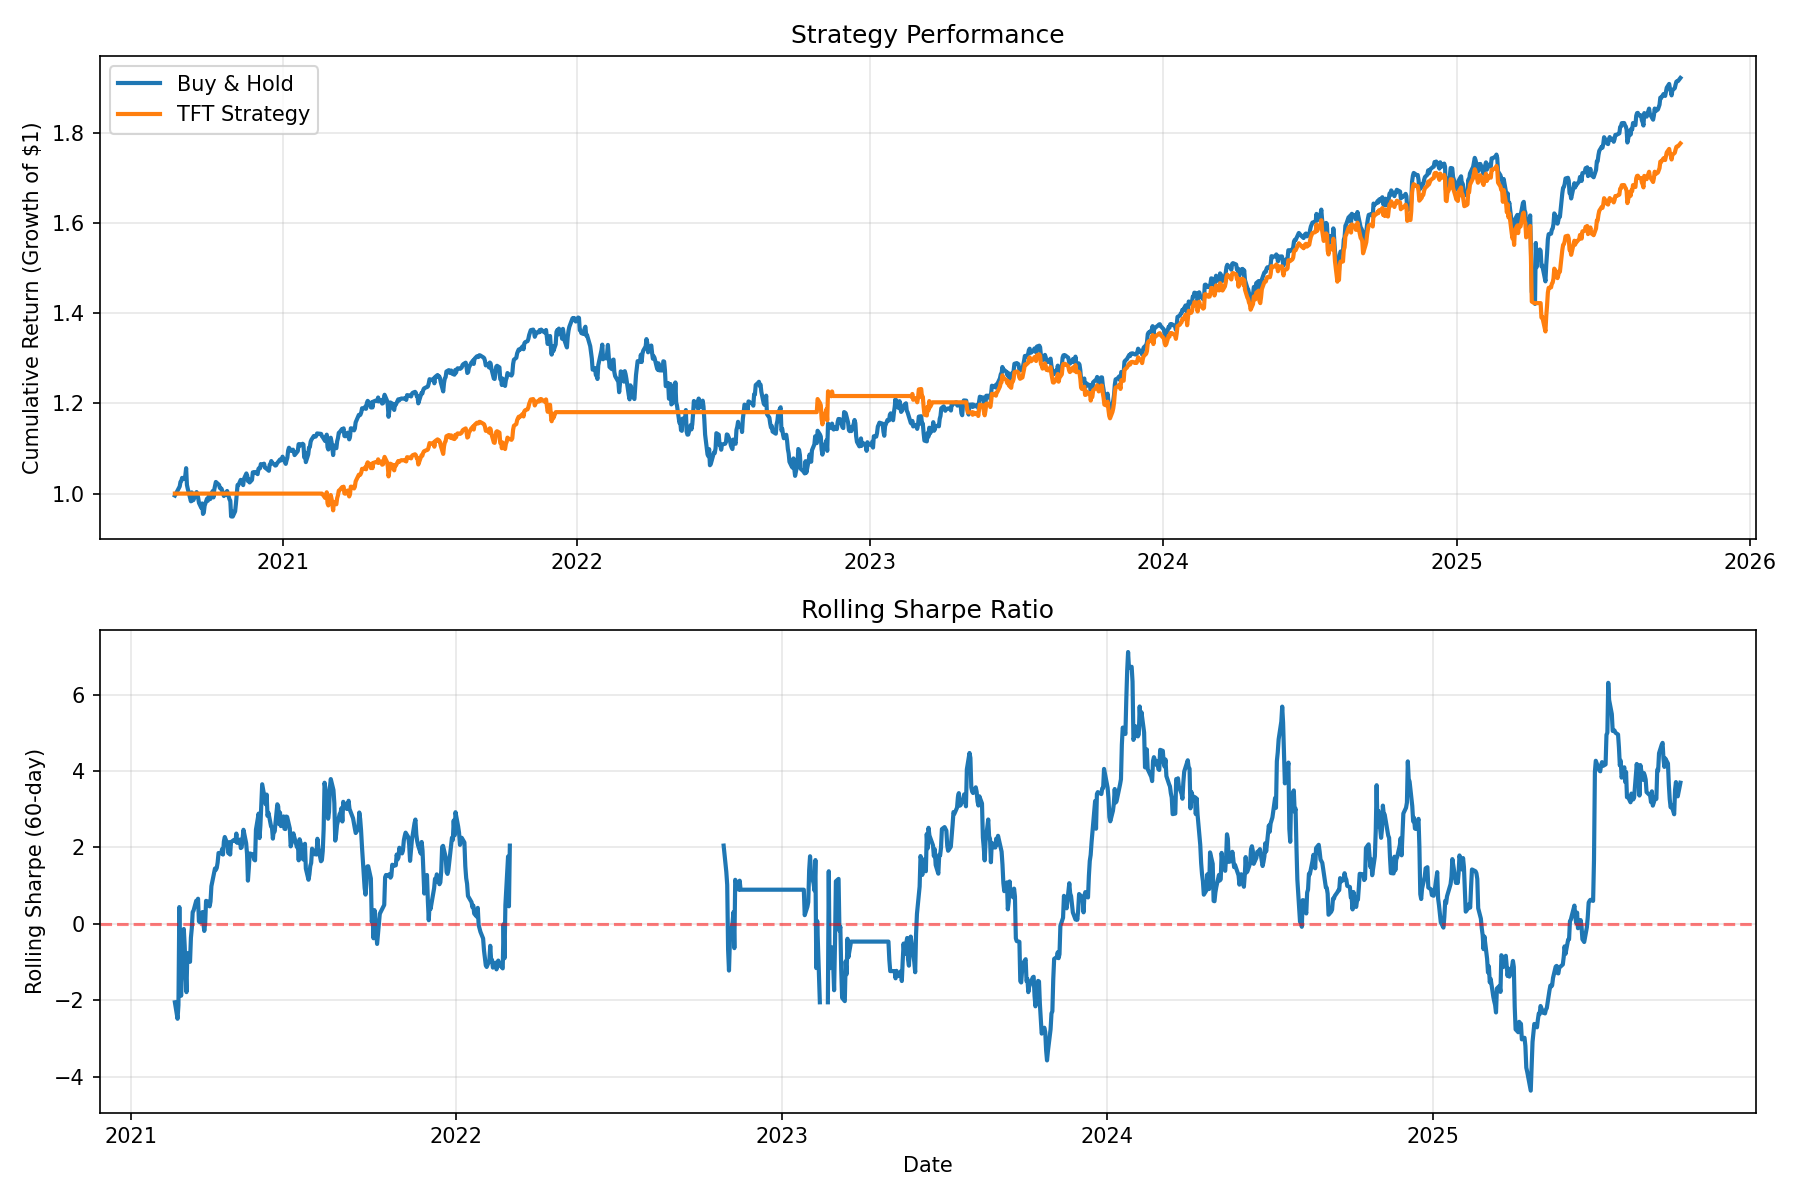 Strategy Performance
Cumulative Return (Growth of $1)
Buy & Hold
TFT Strategy
1.8
1.6
1.4
1.2
1.0
2021 2022 2023 2024 2025 2026
Rolling Sharpe Ratio
Rolling Sharpe (60-day)
6
4
2
0
−2
−4
2021 2022 2023 2024 2025
Date